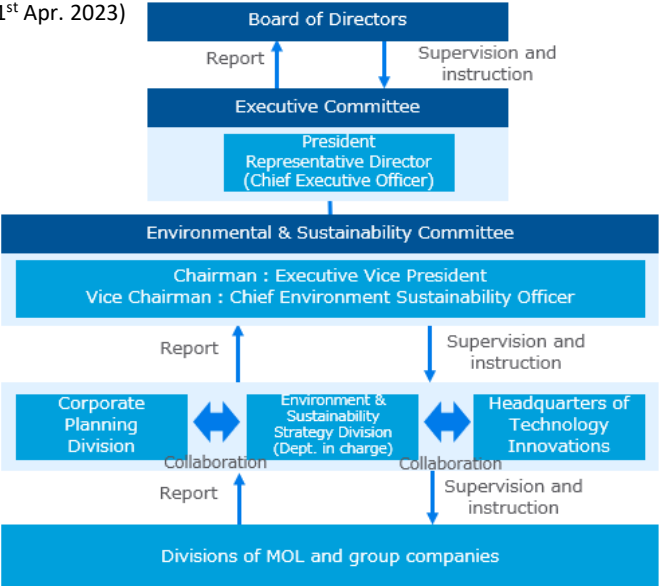 1st Apr. 2023)
Board of Directors
Report
Supervision and
instruction
Executive Committee
President
Representative Director
(Chief Executive Officer)
Environmental & Sustainability Committee
Chairman : Executive Vice President
Vice Chairman : Chief Environment Sustainability Officer
Report
Supervision and
instruction
Corporate
Planning
Division
Collaboration
Environment &
Sustainability
Strategy Division
(Dept. in charge)
Collaboration
Headquarters of
Technology
Innovations
Report
Supervision and
instruction
Divisions of MOL and group companies